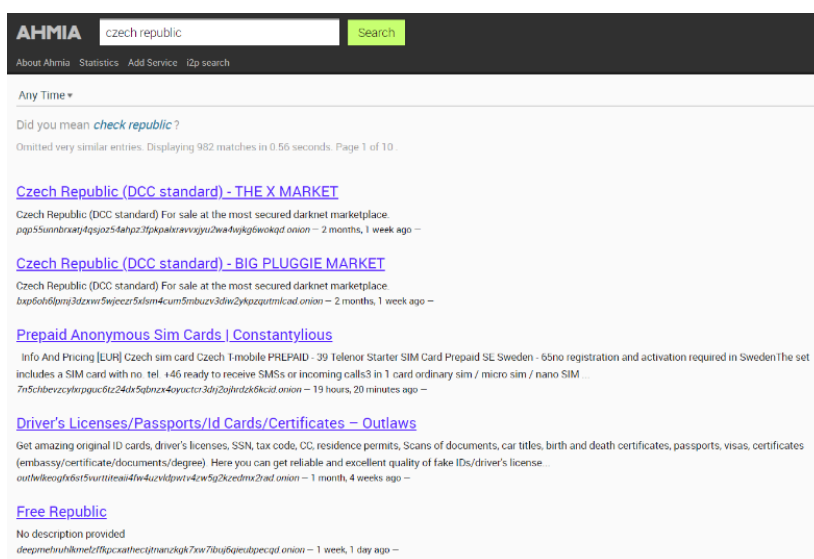 AHMIA czech republic Search
About Ahmia Statistics Add Service i2p search
Any Time
Did you mean check republic ?
Omitted very similar entries. Displaying 982 matches in 0.56 seconds. Page 1 of 10.
Czech Republic (DCC standard) - THE X MARKET
Czech Republic (DCC standard) For sale at the most secured darknet marketplace.
— 2 months, 1 week ago —
Czech Republic (DCC standard) - BIG PLUGGIE MARKET
Czech Republic (DCC standard) For sale at the most secured darknet marketplace.
— 2 months, 1 week ago —
Prepaid Anonymous Sim Cards | Constantylious
Info And Pricing [EUR] Czech sim card Czech T-mobile PREPAID - 39 Telenor Starter SIM Card Prepaid SE Sweden - 65no registration and activation required in SwedenThe set
includes a SIM card with no. tel. +46 ready to receive SMSs or incoming calls3 in 1 card ordinary sim / micro sim / nano SIM ...
— 19 hours, 20 minutes ago —
Driver's Licenses/Passports/Id Cards/Certificates – Outlaws
Get amazing original ID cards, driver's licenses, SSN, tax code, CC, residence permits, Scans of documents, car titles, birth and death certificates, passports, visas, certificates
(embassy/certificate/documents/degree). Here you can get reliable and excellent quality of fake IDs/driver's license...
— 1 month, 4 weeks ago —
Free Republic
No description provided
— 1 week, 1 day ago —